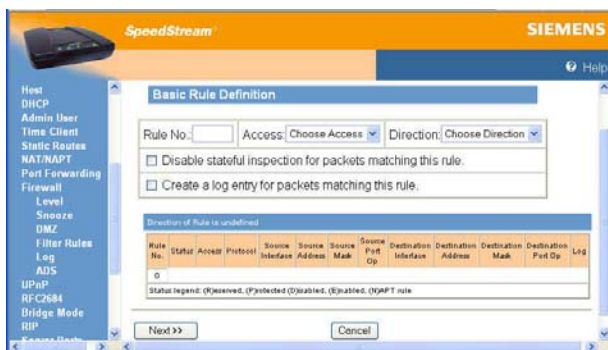 SpeedStream
SIEMENS
Help
Host
DHCP
Admin User
Time Client
Static Routes
NAT/NAPT
Port Forwarding
Firewall
Level
Snooze
DMZ
Filter Rules
Log
ADS
UPnP
RFC2684
Bridge Mode
RIP
Basic Rule Definition
Rule No.: Access: Choose Access Direction: Choose Direction
Disable stateful inspection for packets matching this rule.
Create a log entry for packets matching this rule.
Direction of Rule is undefined
Rule No. Status Access Protocol Source Interface Source Address Source Mask Source Port Op Destination Interface Destination Address Destination Mask Destination Port Op Log
0
Status legend: (R)eserved, (P)rotected (D)isabled, (E)nabled, (N)APT rule
Next >> Cancel